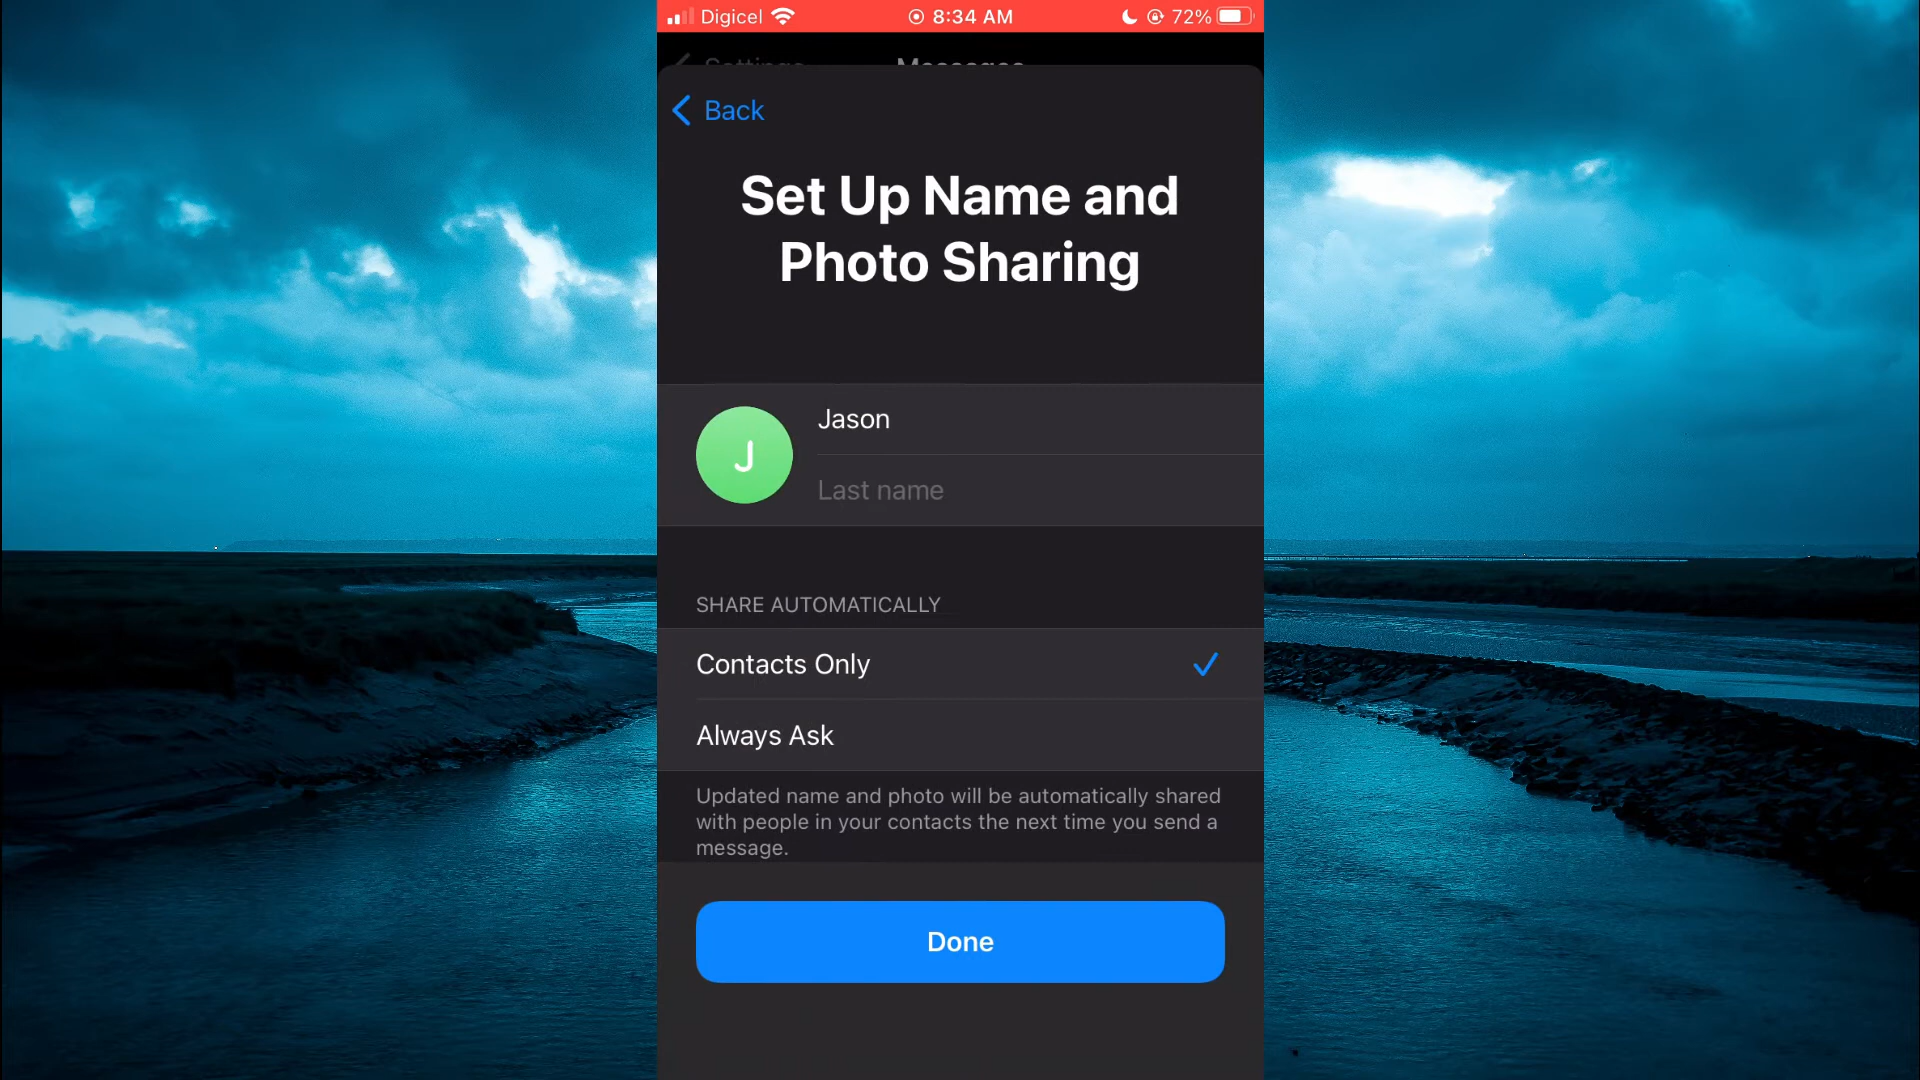 Digicel 8:34 AM 72%
Settings Messages
Back
Set Up Name and
Photo Sharing
J
Jason
Last name
SHARE AUTOMATICALLY
Contacts Only
Always Ask
Updated name and photo will be automatically shared
with people in your contacts the next time you send a
message.
Done